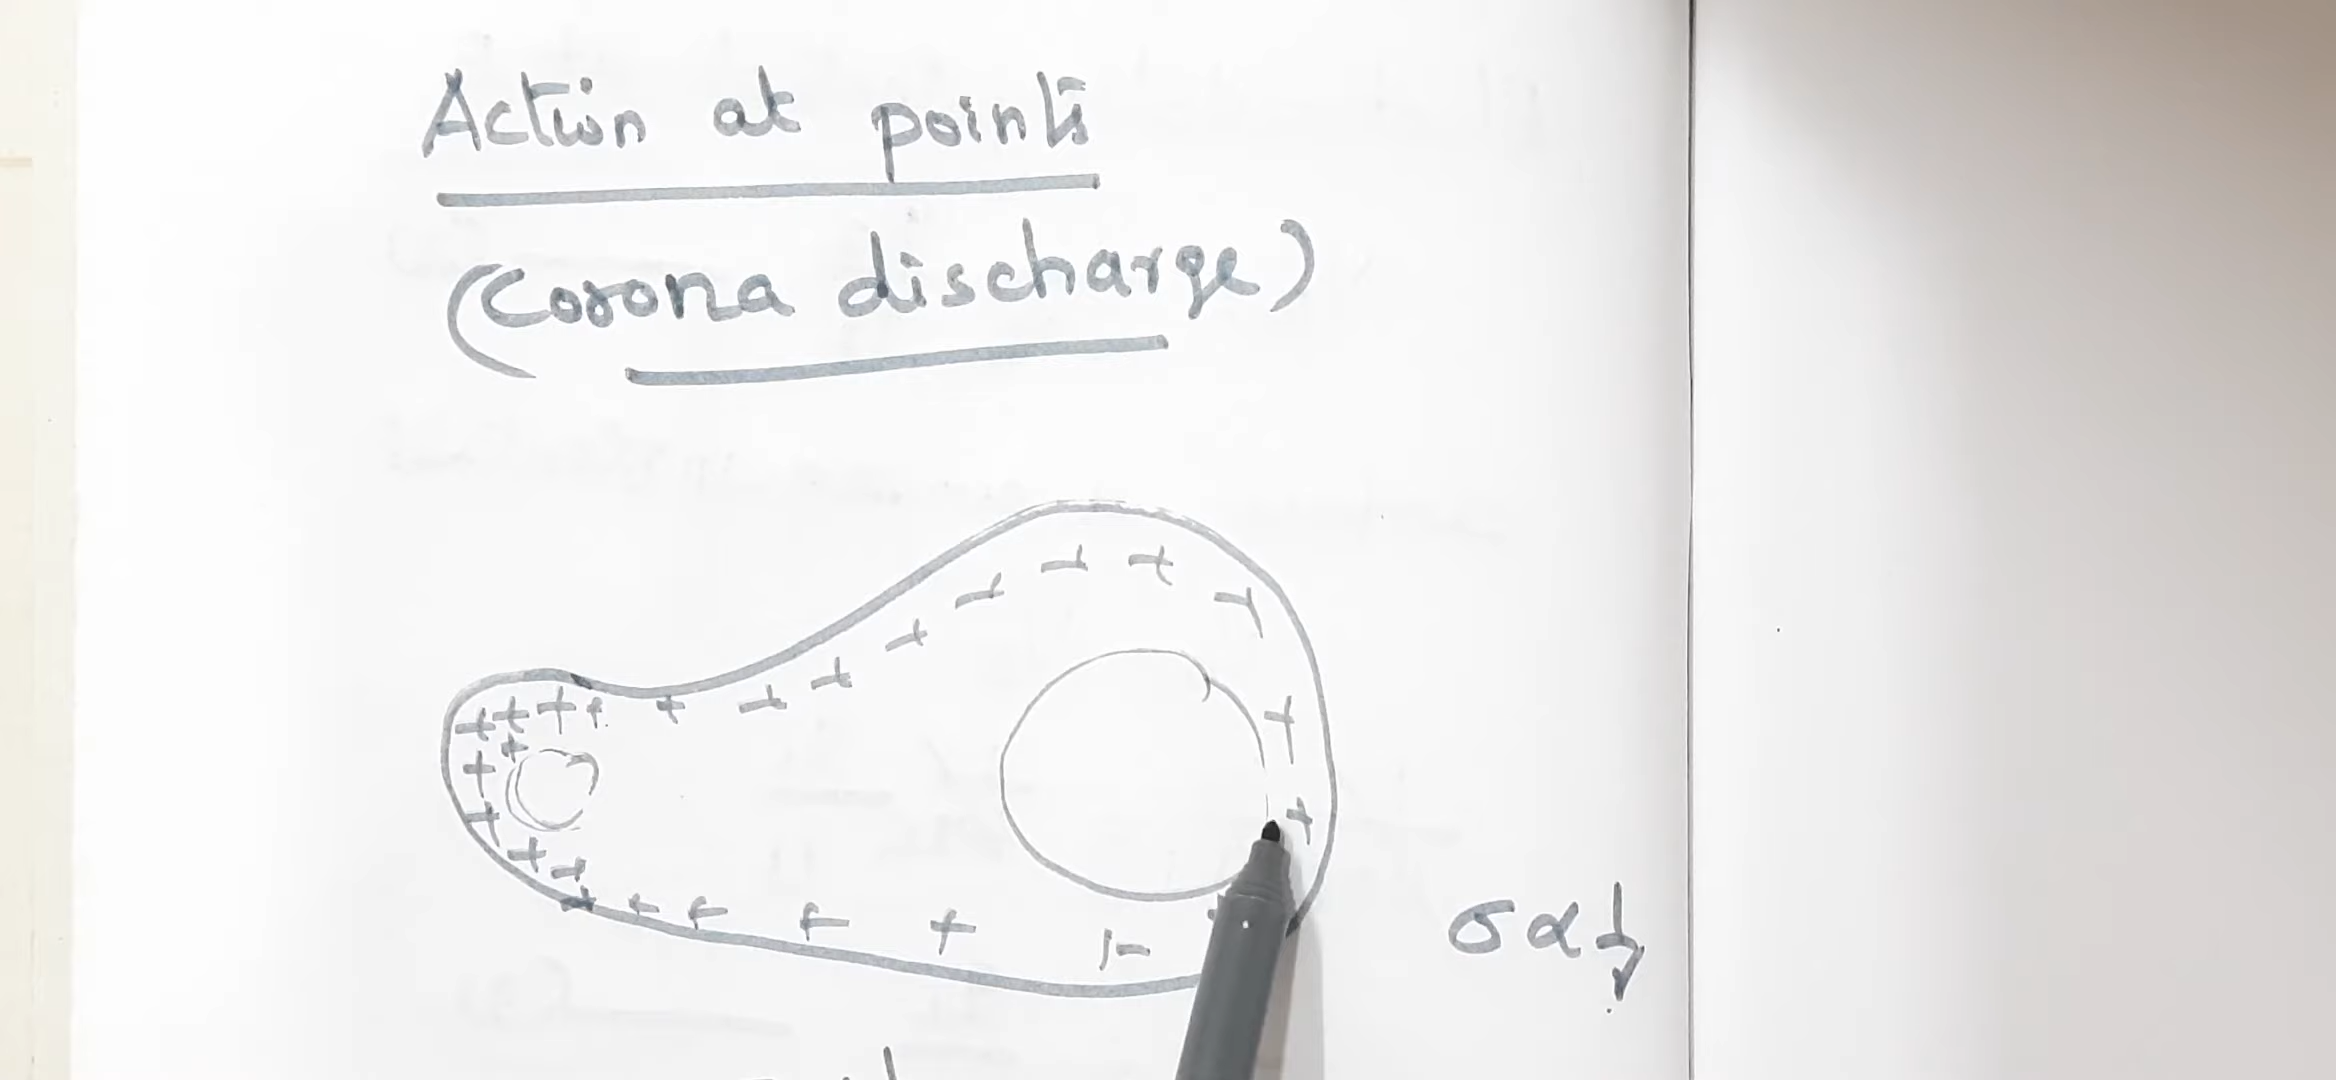 Action at points
(Corona discharge)
σ α 1/r